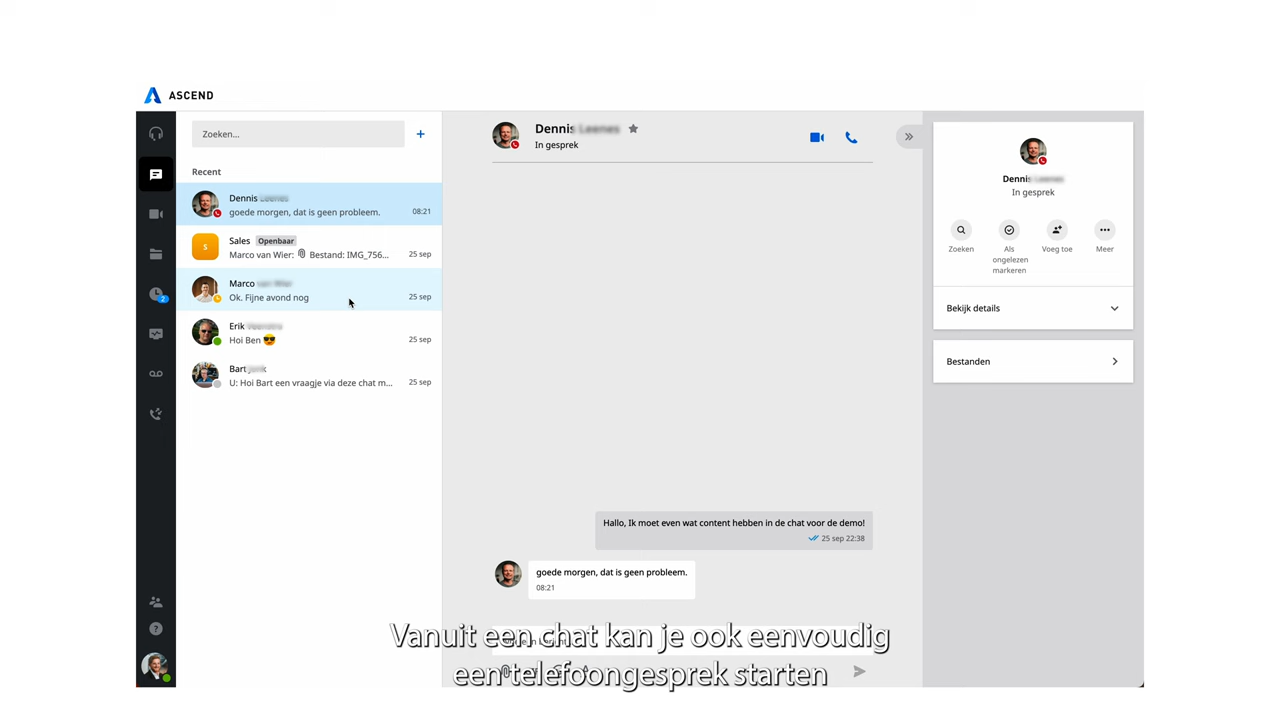 ASCEND
Zoeken...
+
Recent
Dennis
goede morgen, dat is geen probleem.
08:21
S
Sales Openbaar
Marco van Wier: Bestand: IMG_756...
25 sep
Marco
Ok. Fijne avond nog
25 sep
Erik
Hoi Ben 😎
25 sep
Bart
U: Hoi Bart een vraagje via deze chat m...
25 sep
2
Dennis
In gesprek
Hallo, Ik moet even wat content hebben in de chat voor de demo!
25 sep 22:38
goede morgen, dat is geen probleem.
08:21
Dennis
In gesprek
Zoeken
Als
ongelezen
markeren
Voeg toe
Meer
Bekijk details
Bestanden
Vanuit een chat kan je ook eenvoudig
een telefoongesprek starten